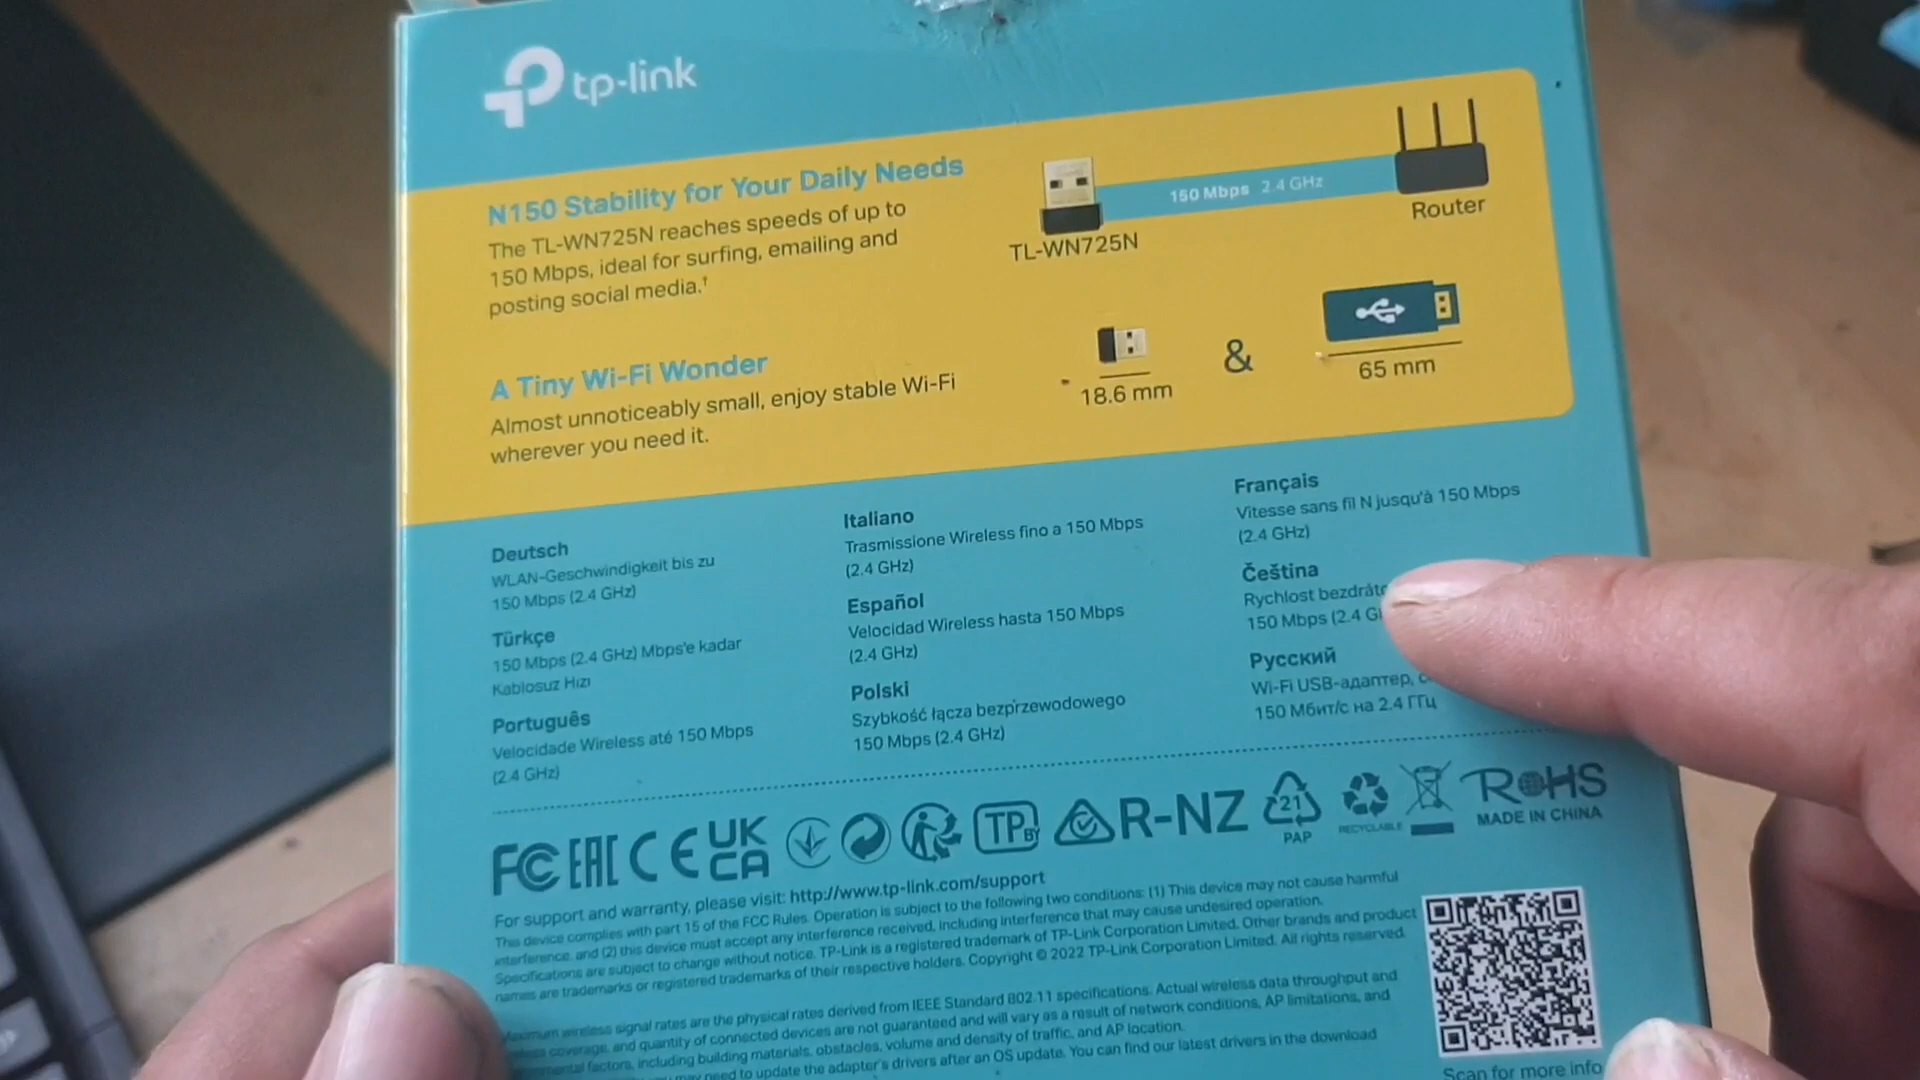 tp-link
N150 Stability for Your Daily Needs
The TL-WN725N reaches speeds of up to
150 Mbps, ideal for surfing, emailing and
posting social media.†
150 Mbps 2.4 GHz
Router
TL-WN725N
A Tiny Wi-Fi Wonder
Almost unnoticeably small, enjoy stable Wi-Fi
wherever you need it.
18.6 mm
&
65 mm
Deutsch
WLAN-Geschwindigkeit bis zu
150 Mbps (2.4 GHz)
Türkçe
150 Mbps (2.4 GHz) Mbps'e kadar
Kablosuz Hızı
Português
Velocidade Wireless até 150 Mbps
(2.4 GHz)
Italiano
Trasmissione Wireless fino a 150 Mbps
(2.4 GHz)
Español
Velocidad Wireless hasta 150 Mbps
(2.4 GHz)
Polski
Szybkość łącza bezprzewodowego
150 Mbps (2.4 GHz)
Français
Vitesse sans fil N jusqu'à 150 Mbps
(2.4 GHz)
Čeština
Rychlost
150 Mbps (2.4
Русский
Wi-Fi USB-адаптер,
150 Мбит/с на 2.4 ГГц
FC EAC CE UK CA TP BY R-NZ 21 PAP RECYCLABLE RoHS
MADE IN CHINA
For support and warranty, please visit: http://www.tp-link.com/support
This device complies with part 15 of the FCC Rules. Operation is subject to the following two conditions: (1) This device may not cause harmful
interference, and (2) this device must accept any interference received, including interference that may cause undesired operation.
Specifications are subject to change without notice. TP-Link is a registered trademark of TP-Link Corporation Limited. Other brands and product
names are trademarks or registered trademarks of their respective holders. Copyright © 2022 TP-Link Corporation Limited. All rights reserved.
Maximum wireless signal rates are the physical rates derived from IEEE Standard 802.11 specifications. Actual wireless data throughput and
coverage, and quantity of connected devices are not guaranteed and will vary as a result of network conditions, AP limitations, and
factors, including building materials, obstacles, volume and density of traffic, and AP location.
may need to update the adapter's drivers after an OS update. You can find our latest drivers in the download
Scan for more info